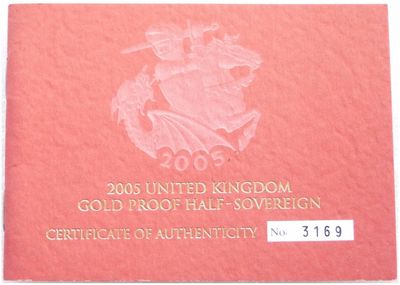 2005
2005 UNITED KINGDOM
GOLD PROOF HALF-SOVEREIGN
CERTIFICATE OF AUTHENTICITY No. 3169